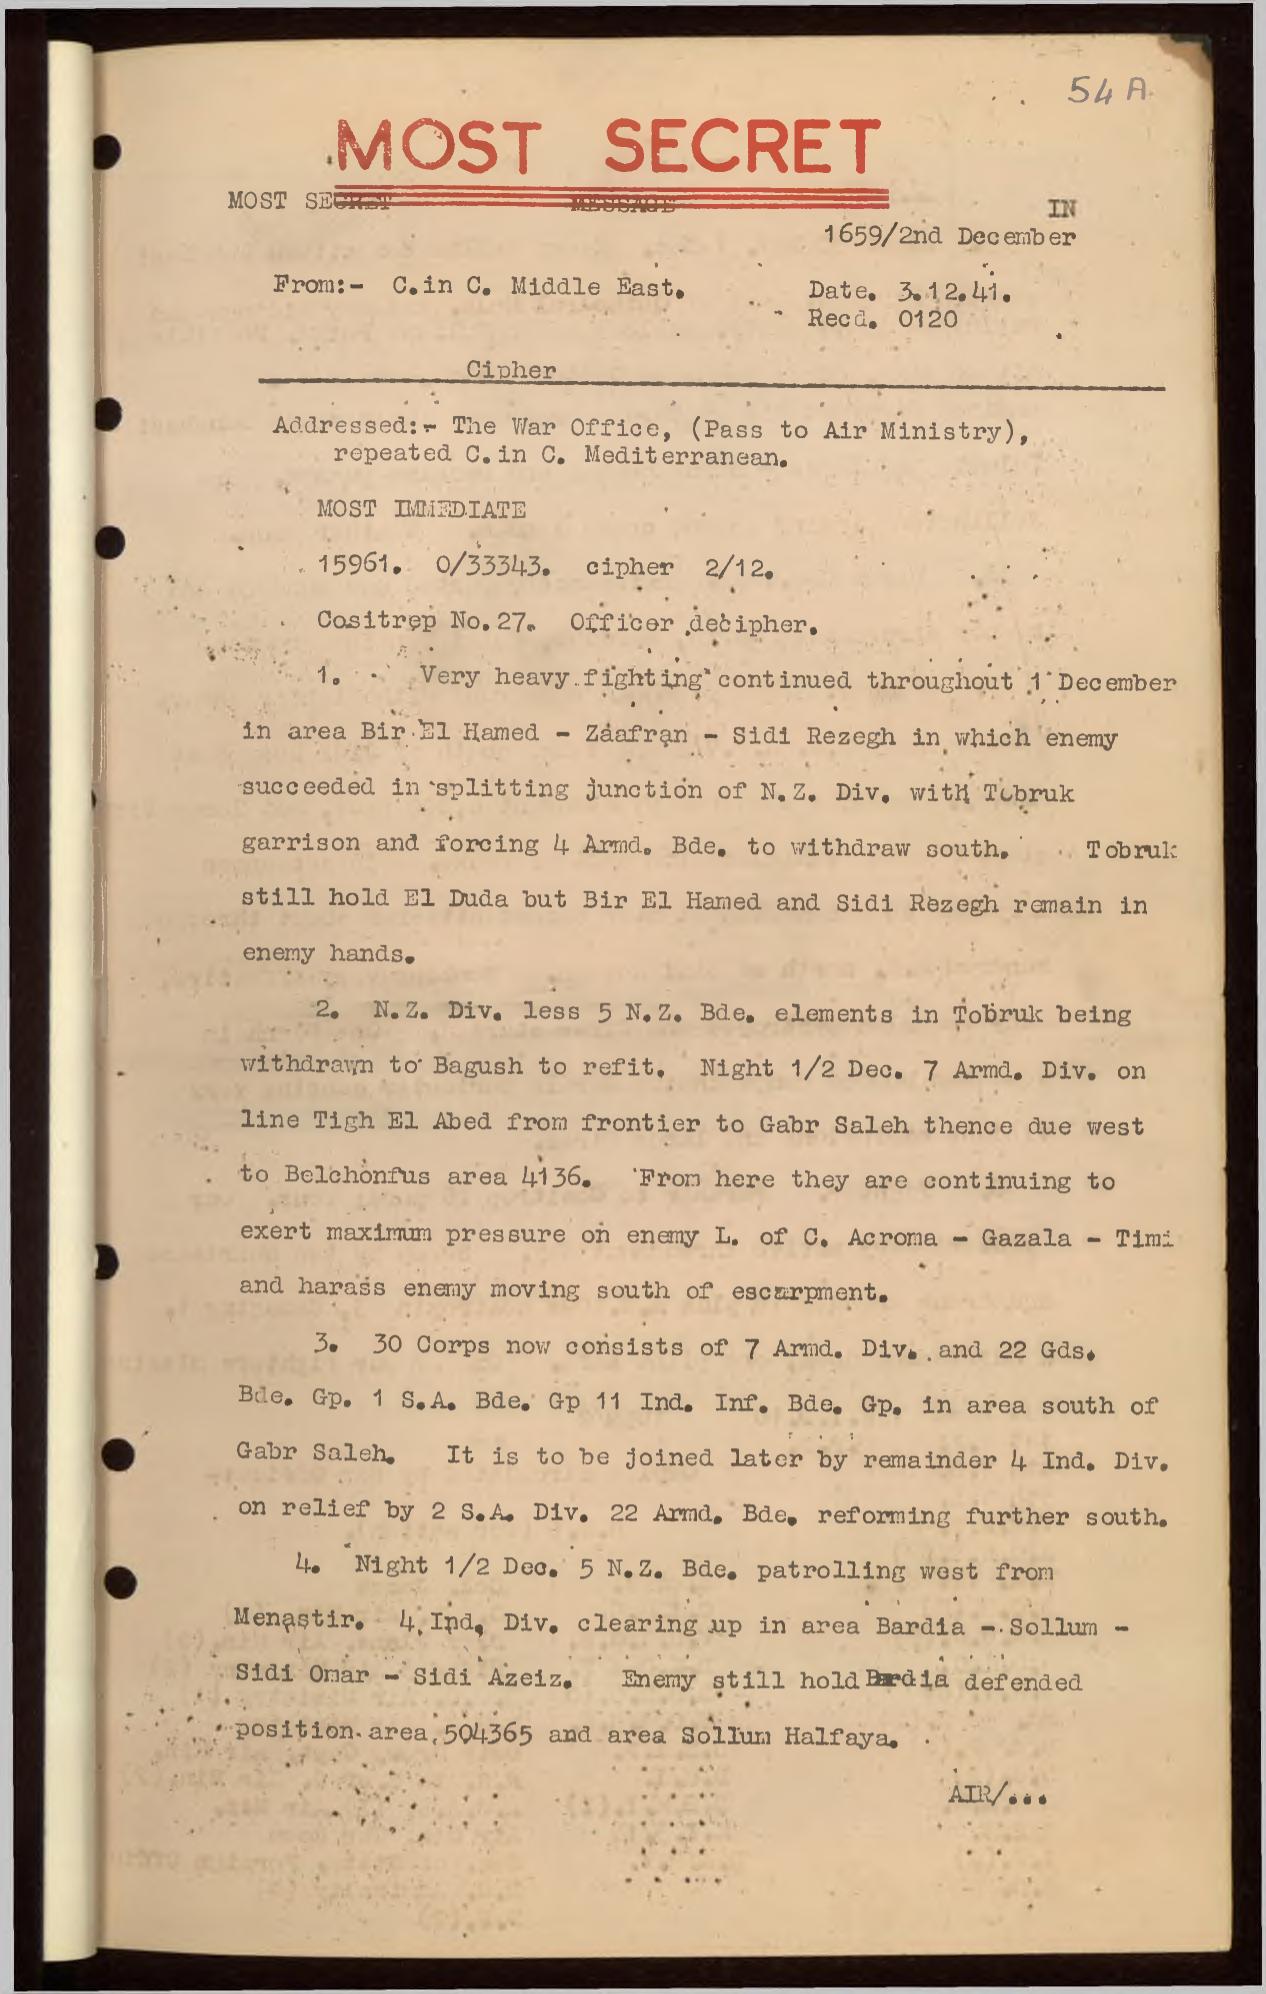 54 A
MOST SECRET
MOST SECRET MESSAGE IN
1659/2nd December
From:- C.in C. Middle East. Date. 3.12.41.
Recd. 0120
Cipher
Addressed:- The War Office, (Pass to Air Ministry),
repeated C.in C. Mediterranean.
MOST IMMEDIATE
15961. 0/33343. cipher 2/12.
Cositrep No.27. Officer decipher.
1. Very heavy fighting continued throughout 1 December
in area Bir El Hamed - Zaafran - Sidi Rezegh in which enemy
succeeded in splitting junction of N.Z. Div. with Tobruk
garrison and forcing 4 Armd. Bde. to withdraw south. Tobruk
still hold El Duda but Bir El Hamed and Sidi Rezegh remain in
enemy hands.
2. N.Z. Div. less 5 N.Z. Bde. elements in Tobruk being
withdrawn to Bagush to refit. Night 1/2 Dec. 7 Armd. Div. on
line Tigh El Abed from frontier to Gabr Saleh thence due west
to Belchonfus area 4136. From here they are continuing to
exert maximum pressure on enemy L. of C. Acroma - Gazala - Timi
and harass enemy moving south of escarpment.
3. 30 Corps now consists of 7 Armd. Div. and 22 Gds.
Bde. Gp. 1 S.A. Bde. Gp 11 Ind. Inf. Bde. Gp. in area south of
Gabr Saleh. It is to be joined later by remainder 4 Ind. Div.
on relief by 2 S.A. Div. 22 Armd. Bde. reforming further south.
4. Night 1/2 Dec. 5 N.Z. Bde. patrolling west from
Menastir. 4 Ind. Div. clearing up in area Bardia - Sollum -
Sidi Omar - Sidi Azeiz. Enemy still hold Bardia defended
position area 504365 and area Sollum Halfaya.
AIR/...